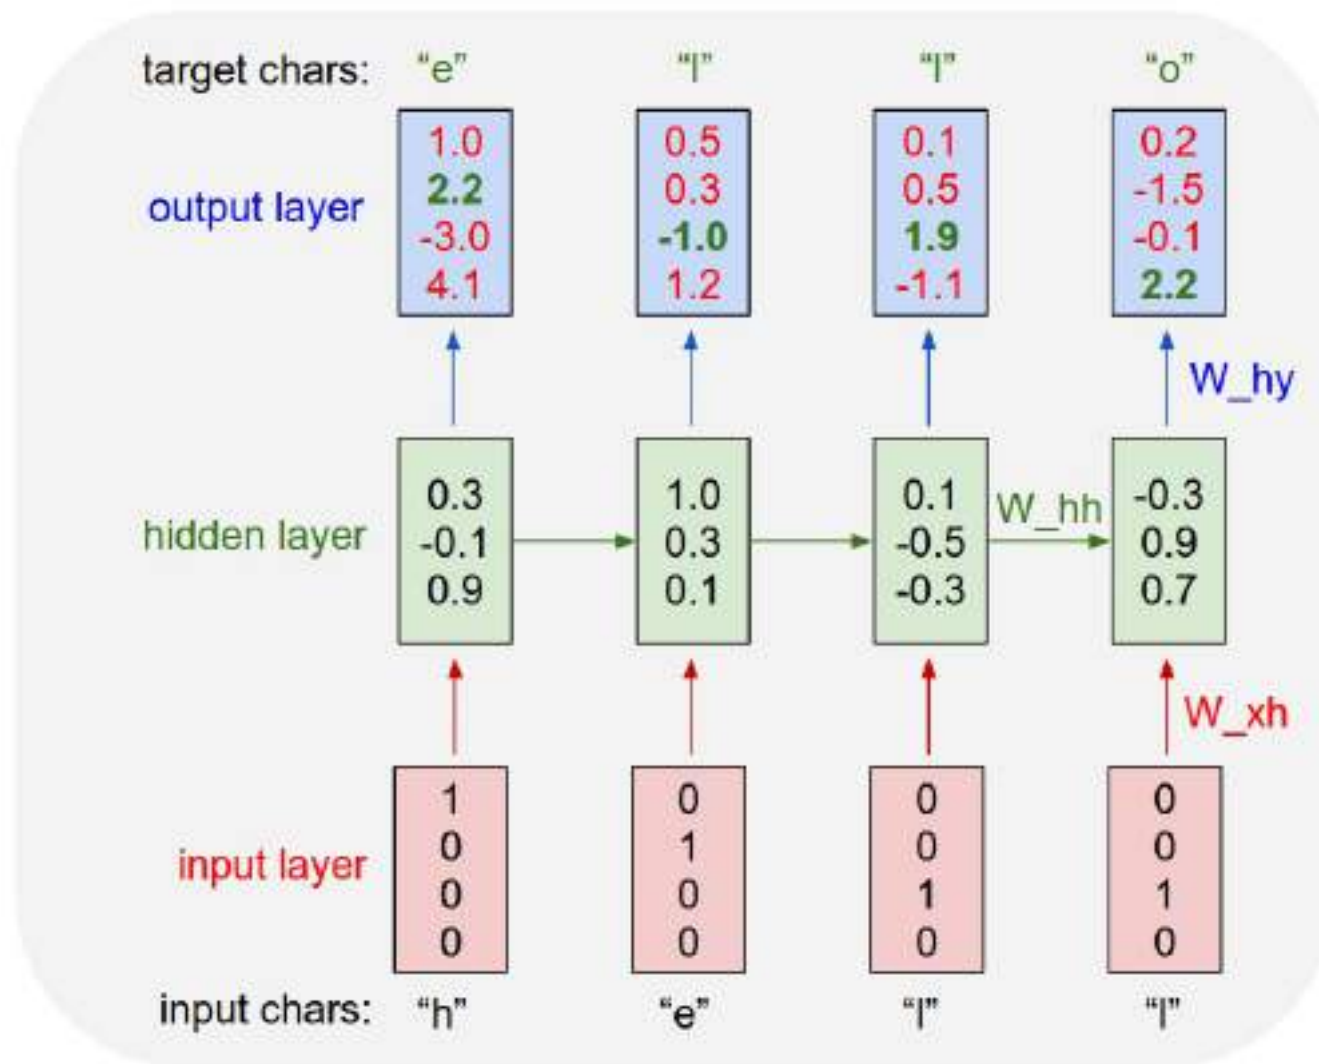 target chars: “e” “l” “l” “o”
1.0 0.5 0.1 0.2
2.2 0.3 0.5 -1.5
output layer
-3.0 -1.0 1.9 -0.1
4.1 1.2 -1.1 2.2
W_hy
0.3 1.0 0.1 -0.3
W_hh
hidden layer -0.1 0.3 -0.5 0.9
0.9 0.1 -0.3 0.7
W_xh
1 0 0 0
0 1 0 0
input layer
0 0 1 1
0 0 0 0
input chars: “h” “e” “l” “l”